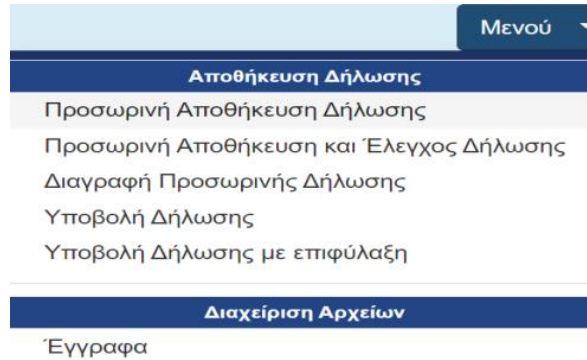 Μενού
Αποθήκευση Δήλωσης
Προσωρινή Αποθήκευση Δήλωσης
Προσωρινή Αποθήκευση και Έλεγχος Δήλωσης
Διαγραφή Προσωρινής Δήλωσης
Υποβολή Δήλωσης
Υποβολή Δήλωσης με επιφύλαξη
Διαχείριση Αρχείων
Έγγραφα